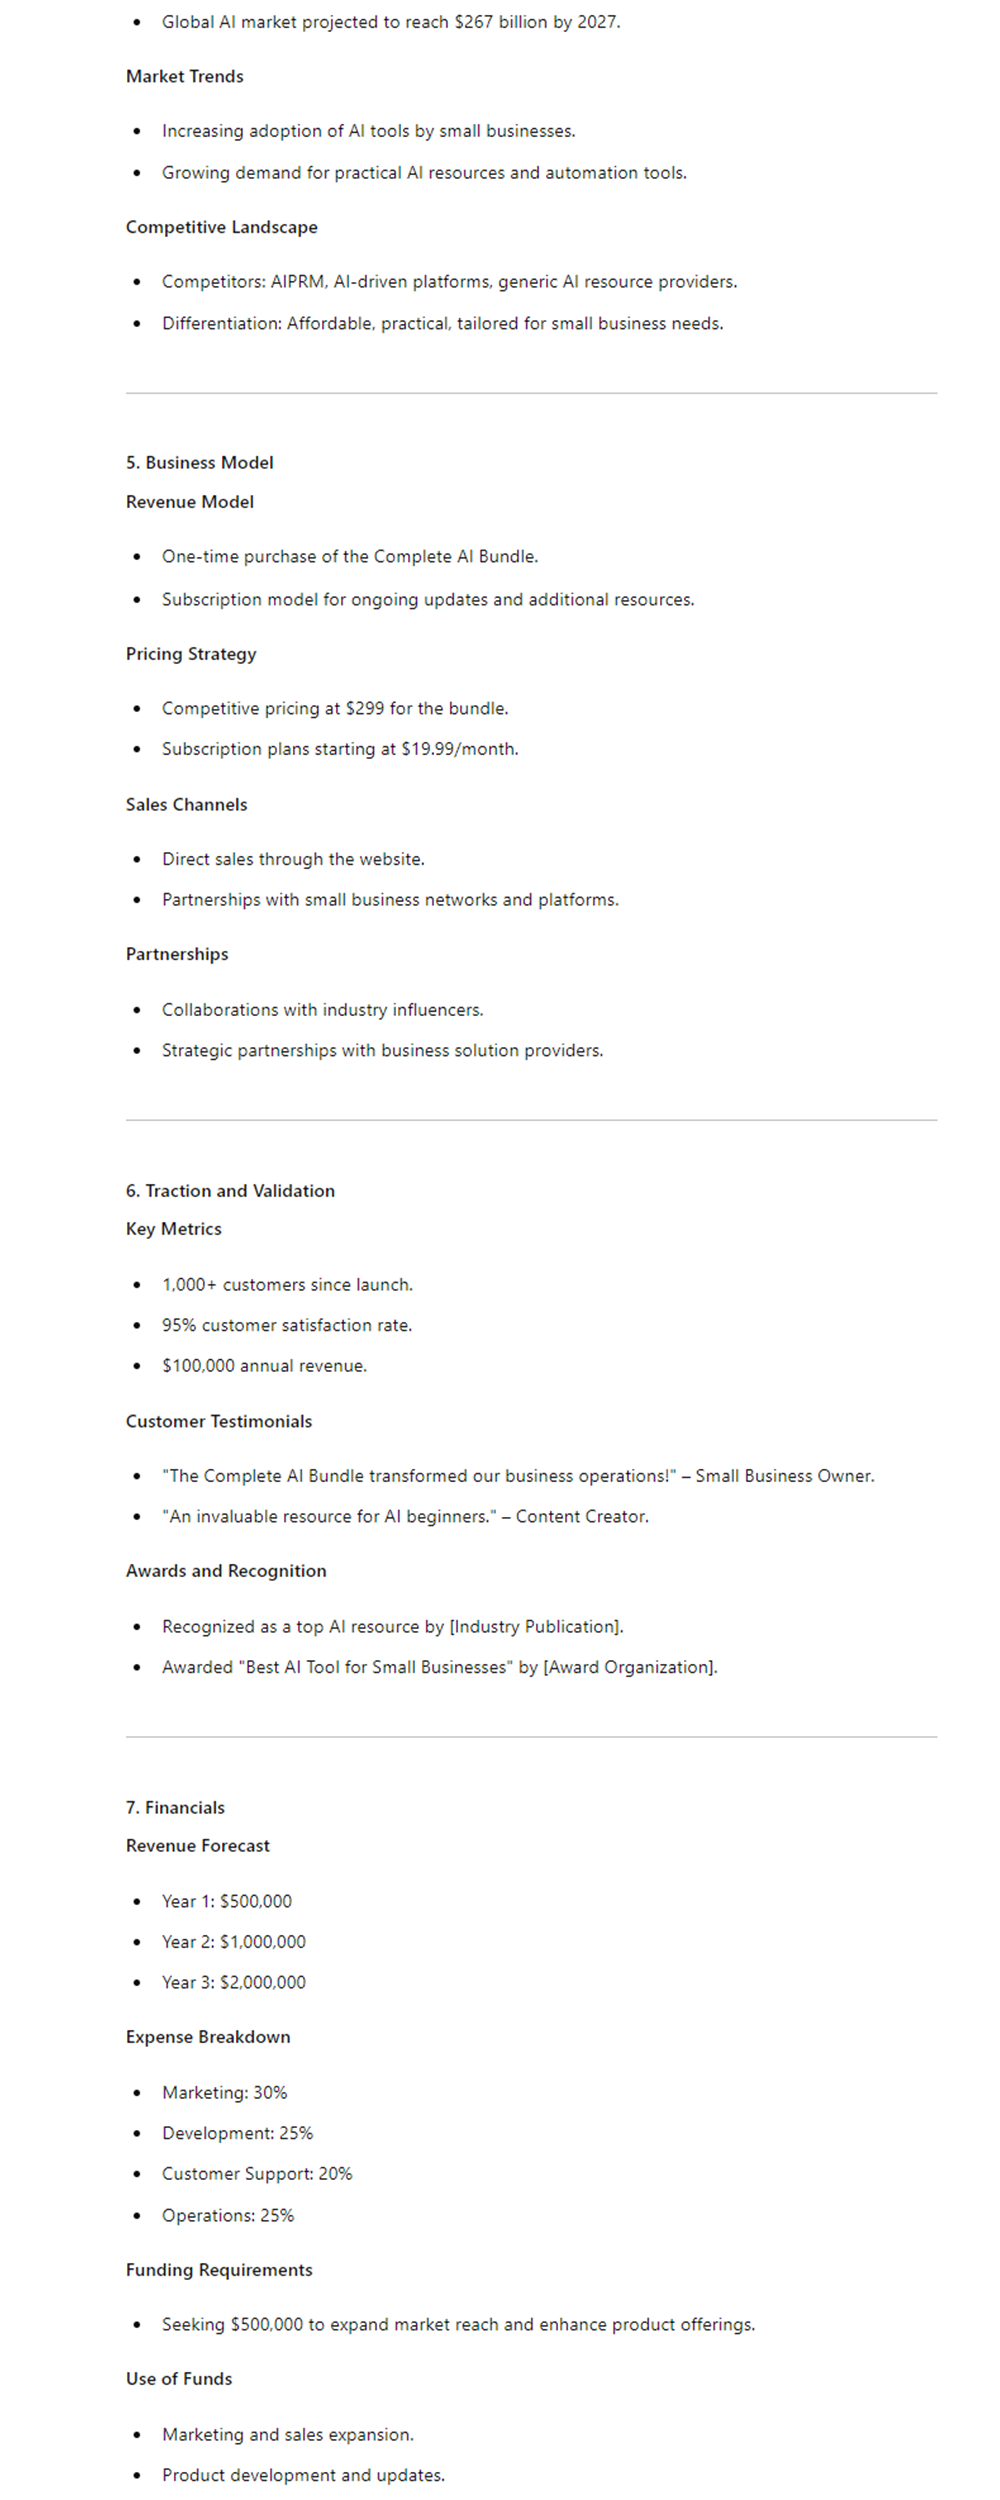 • Global AI market projected to reach $267 billion by 2027.
Market Trends
• Increasing adoption of AI tools by small businesses.
• Growing demand for practical AI resources and automation tools.
Competitive Landscape
• Competitors: AIPRM, AI-driven platforms, generic AI resource providers.
• Differentiation: Affordable, practical, tailored for small business needs.
5. Business Model
Revenue Model
• One-time purchase of the Complete AI Bundle.
• Subscription model for ongoing updates and additional resources.
Pricing Strategy
• Competitive pricing at $299 for the bundle.
• Subscription plans starting at $19.99/month.
Sales Channels
• Direct sales through the website.
• Partnerships with small business networks and platforms.
Partnerships
• Collaborations with industry influencers.
• Strategic partnerships with business solution providers.
6. Traction and Validation
Key Metrics
• 1,000+ customers since launch.
• 95% customer satisfaction rate.
• $100,000 annual revenue.
Customer Testimonials
• "The Complete AI Bundle transformed our business operations!" – Small Business Owner.
• "An invaluable resource for AI beginners." – Content Creator.
Awards and Recognition
• Recognized as a top AI resource by [Industry Publication].
• Awarded "Best AI Tool for Small Businesses" by [Award Organization].
7. Financials
Revenue Forecast
• Year 1: $500,000
• Year 2: $1,000,000
• Year 3: $2,000,000
Expense Breakdown
• Marketing: 30%
• Development: 25%
• Customer Support: 20%
• Operations: 25%
Funding Requirements
• Seeking $500,000 to expand market reach and enhance product offerings.
Use of Funds
• Marketing and sales expansion.
• Product development and updates.